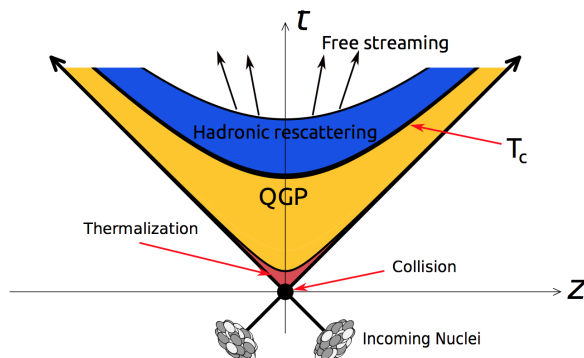 t
Free streaming
Hadronic rescattering
T_c
QGP
Thermalization
Collision
z
Incoming Nuclei